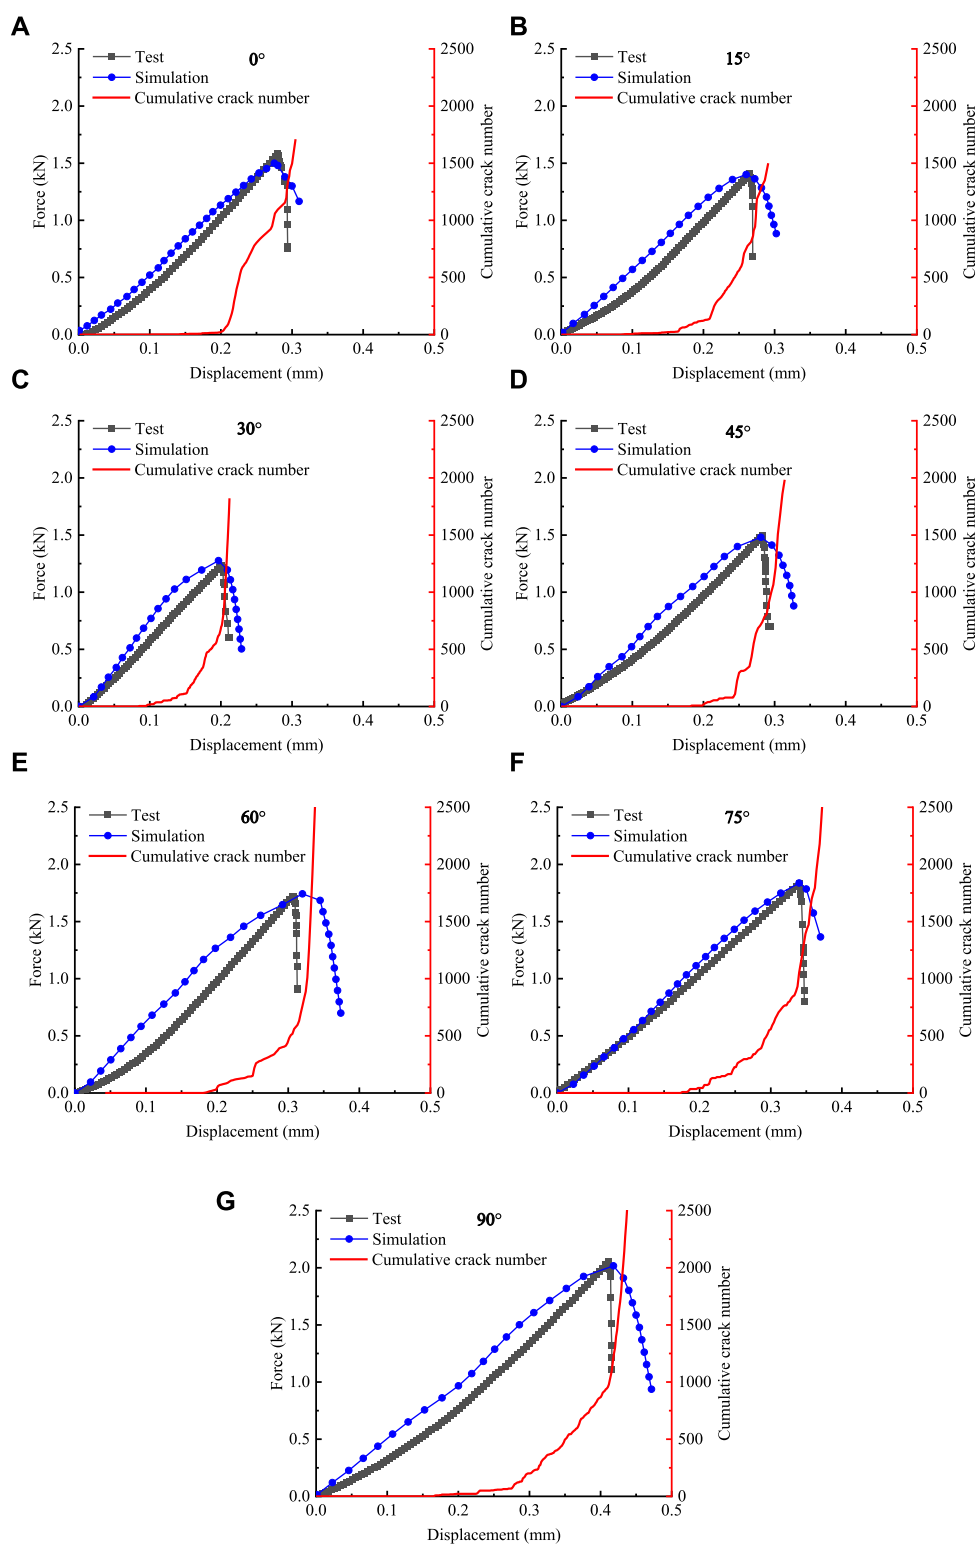 A
0°
Test
Simulation
Cumulative crack number
2.5
2.0
1.5
1.0
0.5
0.0
Force (kN)
2500
2000
1500
1000
500
0
Cumulative crack number
0.0 0.1 0.2 0.3 0.4 0.5
Displacement (mm)
B
15°
Test
Simulation
Cumulative crack number
2.5
2.0
1.5
1.0
0.5
0.0
Force (kN)
2500
2000
1500
1000
500
0
Cumulative crack number
0.0 0.1 0.2 0.3 0.4 0.5
Displacement (mm)
C
30°
Test
Simulation
Cumulative crack number
2.5
2.0
1.5
1.0
0.5
0.0
Force (kN)
2500
2000
1500
1000
500
0
Cumulative crack number
0.0 0.1 0.2 0.3 0.4 0.5
Displacement (mm)
D
45°
Test
Simulation
Cumulative crack number
2.5
2.0
1.5
1.0
0.5
0.0
Force (kN)
2500
2000
1500
1000
500
0
Cumulative crack number
0.0 0.1 0.2 0.3 0.4 0.5
Displacement (mm)
E
60°
Test
Simulation
Cumulative crack number
2.5
2.0
1.5
1.0
0.5
0.0
Force (kN)
2500
2000
1500
1000
500
0
Cumulative crack number
0.0 0.1 0.2 0.3 0.4 0.5
Displacement (mm)
F
75°
Test
Simulation
Cumulative crack number
2.5
2.0
1.5
1.0
0.5
0.0
Force (kN)
2500
2000
1500
1000
500
0
Cumulative crack number
0.0 0.1 0.2 0.3 0.4 0.5
Displacement (mm)
G
90°
Test
Simulation
Cumulative crack number
2.5
2.0
1.5
1.0
0.5
0.0
Force (kN)
2500
2000
1500
1000
500
0
Cumulative crack number
0.0 0.1 0.2 0.3 0.4 0.5
Displacement (mm)